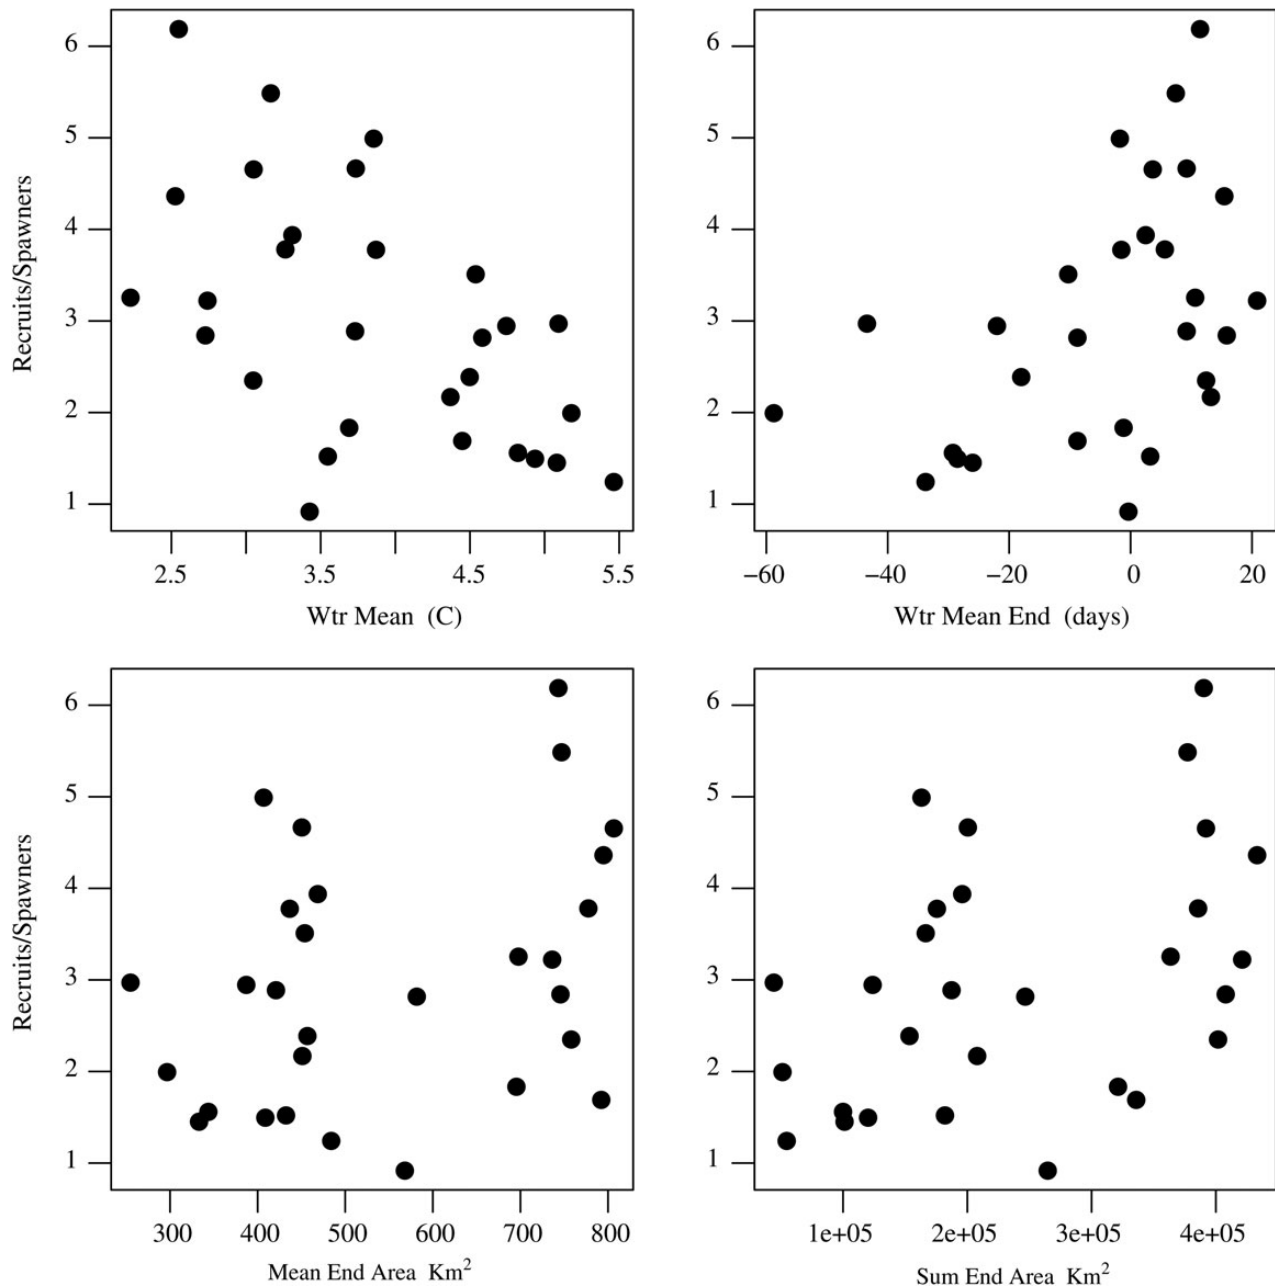 6
5
4
3
2
1
Recruits/Spawners
2.5 3.5 4.5 5.5
Wtr Mean (C)
6
5
4
3
2
1
−60 −40 −20 0 20
Wtr Mean End (days)
6
5
4
3
2
1
Recruits/Spawners
300 400 500 600 700 800
Mean End Area Km²
6
5
4
3
2
1
1e+05 2e+05 3e+05 4e+05
Sum End Area Km²